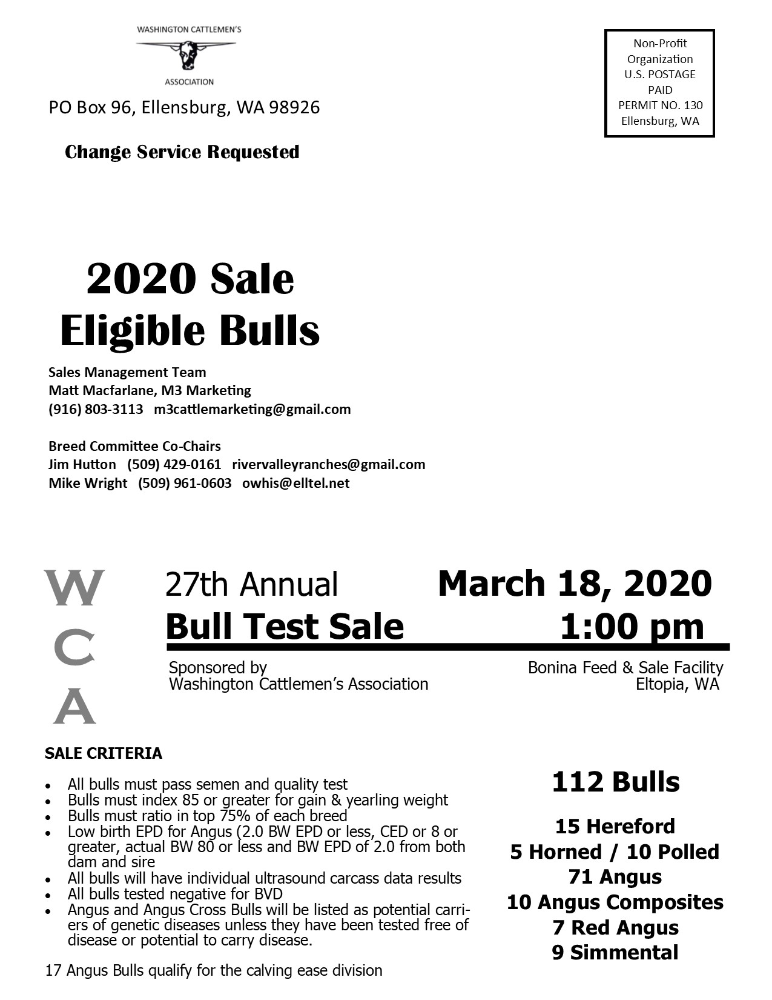 WASHINGTON CATTLEMEN'S
ASSOCIATION
PO Box 96, Ellensburg, WA 98926
Change Service Requested
Non-Profit
Organization
U.S. POSTAGE
PAID
PERMIT NO. 130
Ellensburg, WA
2020 Sale
Eligible Bulls
Sales Management Team
Matt Macfarlane, M3 Marketing
(916) 803-3113   m3cattlemarketing@gmail.com
Breed Committee Co-Chairs
Jim Hutton   (509) 429-0161   rivervalleyranches@gmail.com
Mike Wright   (509) 961-0603   owhis@elltel.net
W
C
A
27th Annual
Bull Test Sale
March 18, 2020
1:00 pm
Sponsored by
Washington Cattlemen's Association
Bonina Feed & Sale Facility
Eltopia, WA
SALE CRITERIA
• All bulls must pass semen and quality test
• Bulls must index 85 or greater for gain & yearling weight
• Bulls must ratio in top 75% of each breed
• Low birth EPD for Angus (2.0 BW EPD or less, CED or 8 or
greater, actual BW 80 or less and BW EPD of 2.0 from both
dam and sire
• All bulls will have individual ultrasound carcass data results
• All bulls tested negative for BVD
• Angus and Angus Cross Bulls will be listed as potential carri-
ers of genetic diseases unless they have been tested free of
disease or potential to carry disease.
17 Angus Bulls qualify for the calving ease division
112 Bulls
15 Hereford
5 Horned / 10 Polled
71 Angus
10 Angus Composites
7 Red Angus
9 Simmental